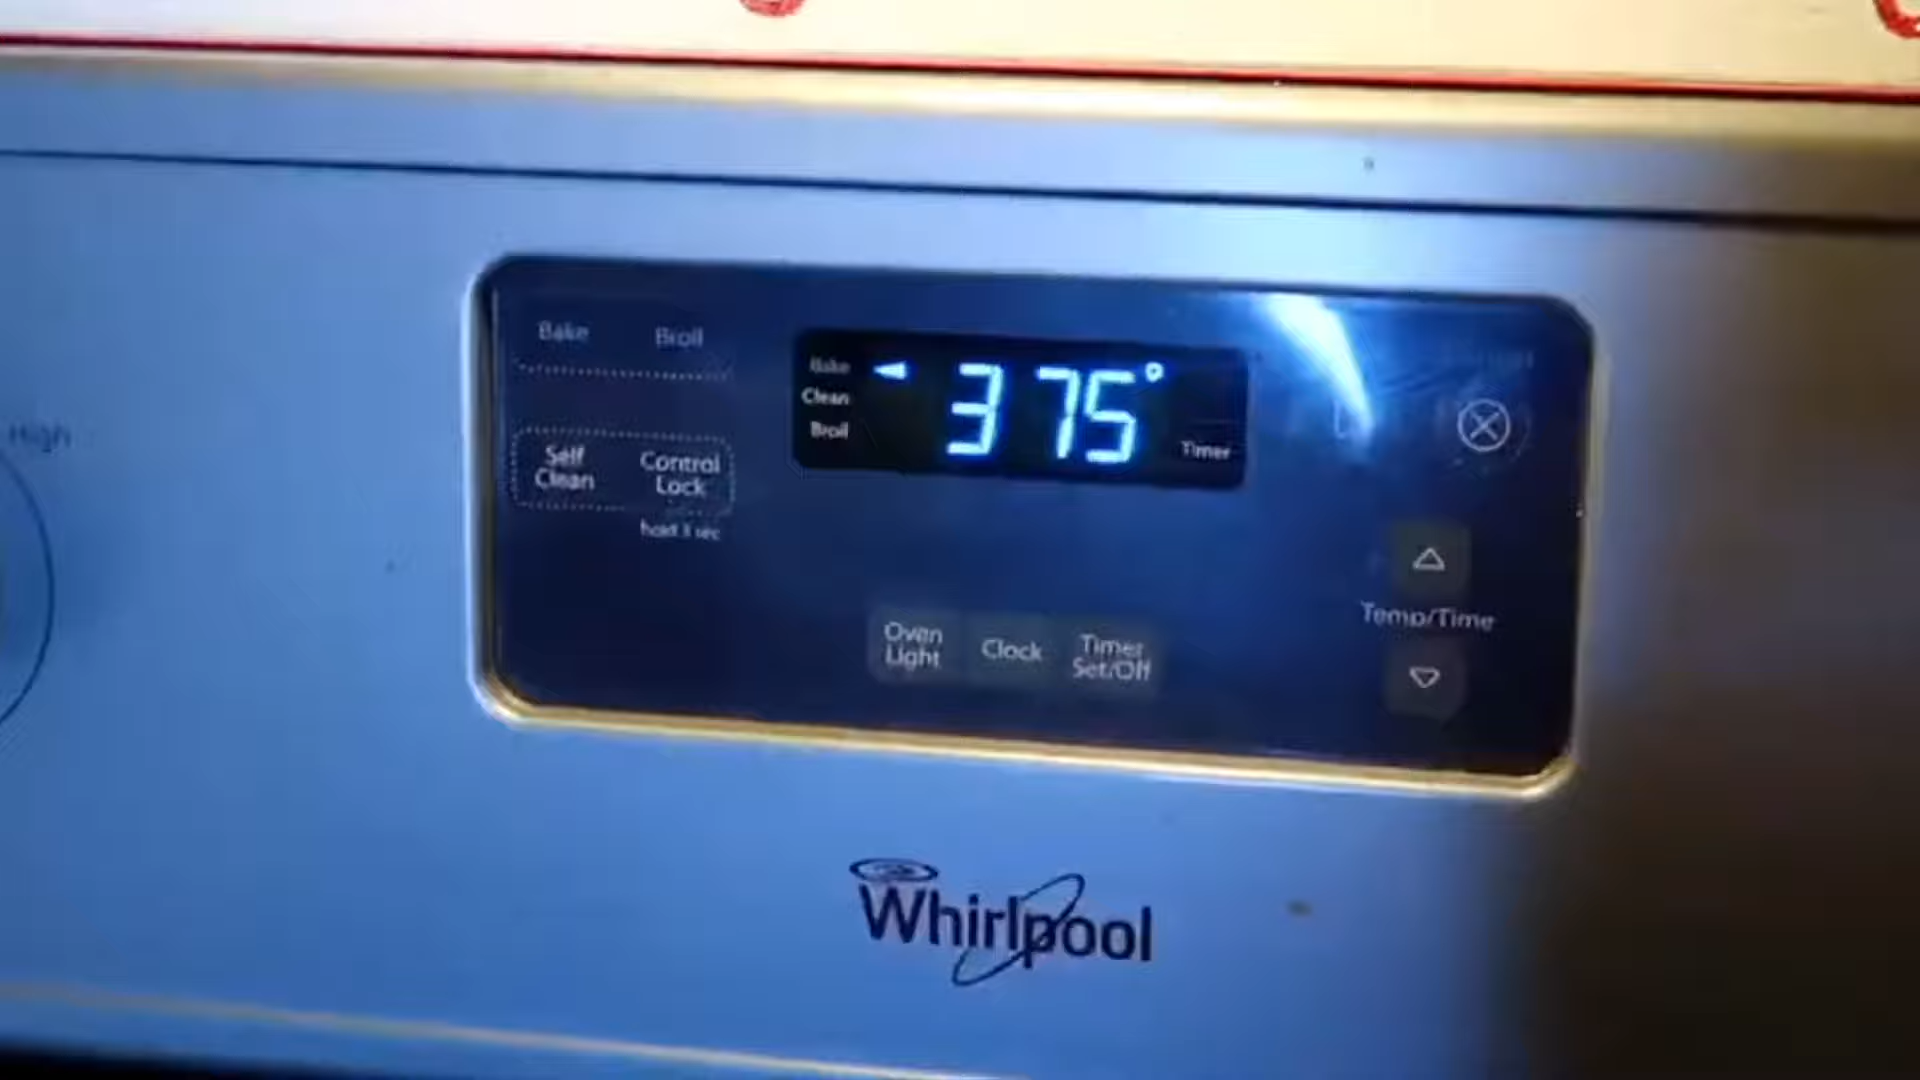 High
Bake Broil
Self Clean
Control Lock
hold 3 sec
Bake
Clean
Broil
375°
Timer
Oven Light
Clock
Timer Set/Off
Temp/Time
Whirlpool